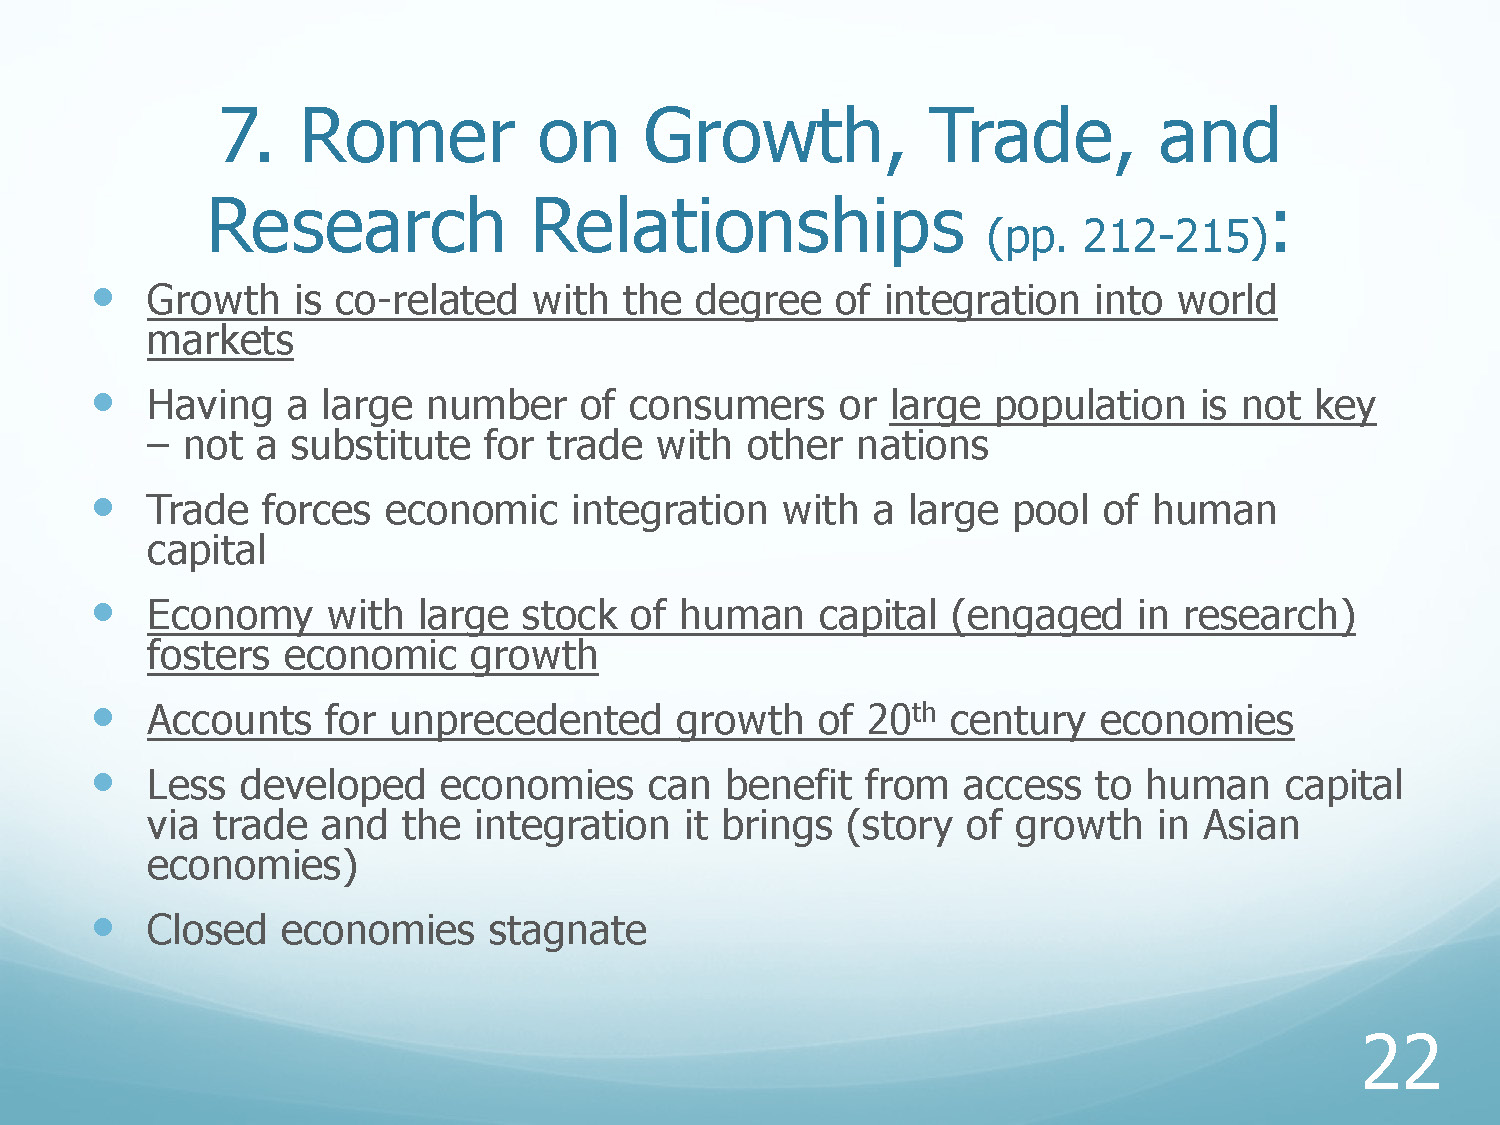 7. Romer on Growth, Trade, and
Research Relationships (pp. 212-215):
• Growth is co-related with the degree of integration into world
markets
• Having a large number of consumers or large population is not key
– not a substitute for trade with other nations
• Trade forces economic integration with a large pool of human
capital
• Economy with large stock of human capital (engaged in research)
fosters economic growth
• Accounts for unprecedented growth of 20th century economies
• Less developed economies can benefit from access to human capital
via trade and the integration it brings (story of growth in Asian
economies)
• Closed economies stagnate
22